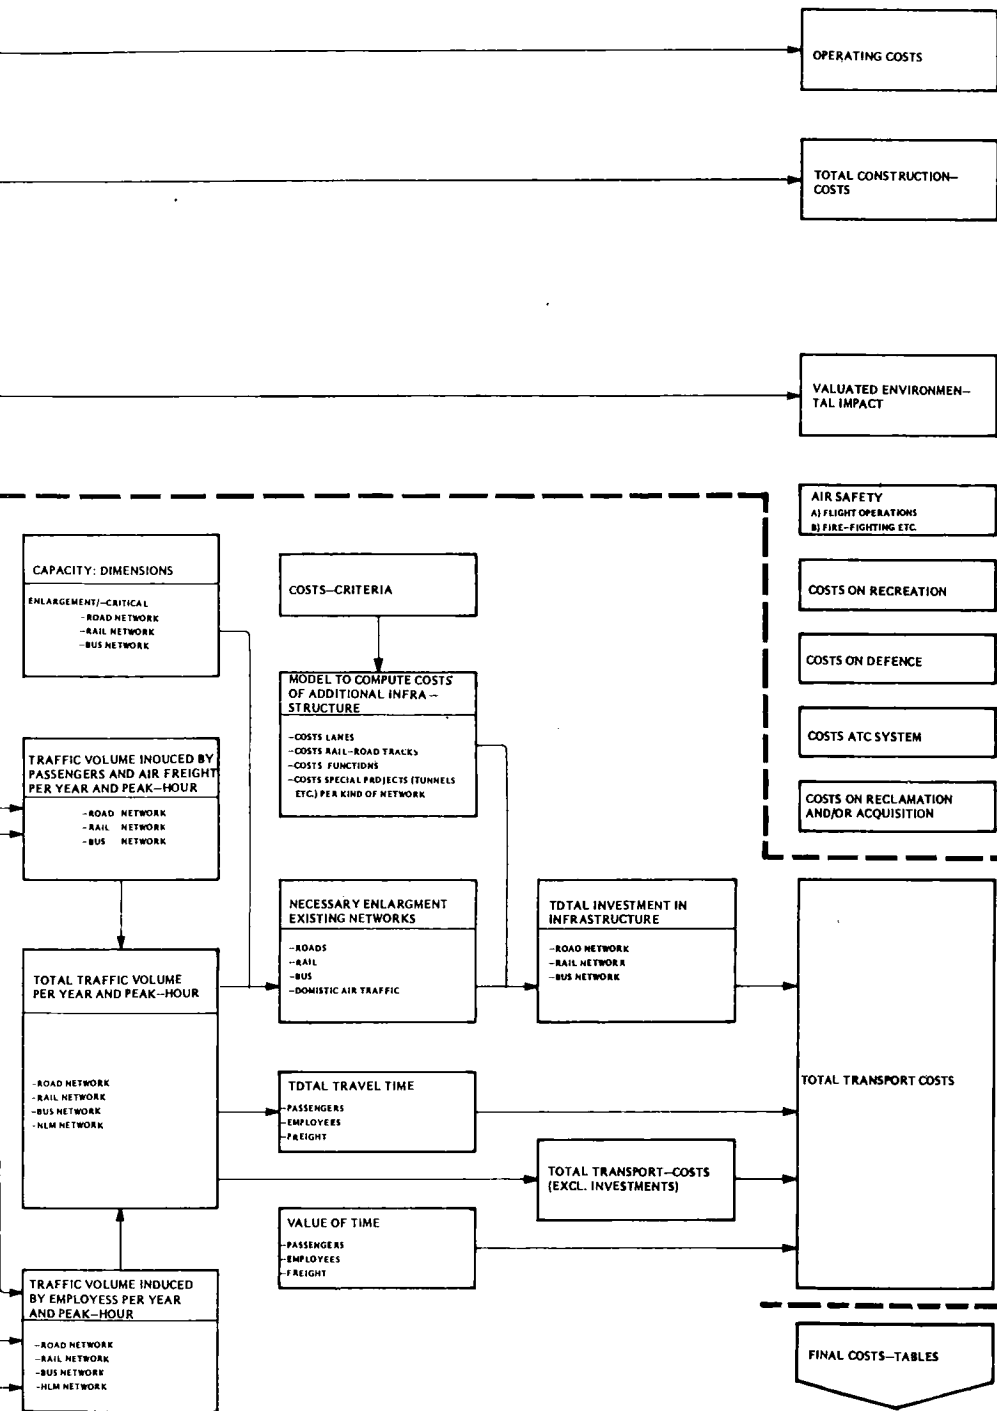 OPERATING COSTS
TOTAL CONSTRUCTION—
COSTS
VALUATED ENVIRONMEN—
TAL IMPACT
AIR SAFETY
A) FLIGHT OPERATIONS
B) FIRE—FIGHTING ETC.
COSTS ON RECREATION
COSTS ON DEFENCE
COSTS ATC SYSTEM
COSTS ON RECLAMATION
AND/OR ACQUISITION
CAPACITY: DIMENSIONS
ENLARGEMENT/—CRITICAL
—ROAD NETWORK
—RAIL NETWORK
—BUS NETWORK
COSTS—CRITERIA
MODEL TO COMPUTE COSTS
OF ADDITIONAL INFRA—
STRUCTURE
—COSTS LANES
—COSTS RAIL—ROAD TRACKS
—COSTS FUNCTIONS
—COSTS SPECIAL PROJECTS (TUNNELS
ETC.) PER KIND OF NETWORK
TRAFFIC VOLUME INOUCED BY
PASSENGERS AND AIR FREIGHT
PER YEAR AND PEAK—HOUR
—ROAD NETWORK
—RAIL NETWORK
—BUS NETWORK
NECESSARY ENLARGMENT
EXISTING NETWORKS
—ROADS
—RAIL
—BUS
—DOMISTIC AIR TRAFFIC
TDTAL INVESTMENT IN
INFRASTRUCTURE
—ROAD NETWORK
—RAIL NETWORK
—BUS NETWORK
TOTAL TRAFFIC VOLUME
PER YEAR AND PEAK—HOUR
—ROAD NETWORK
—RAIL NETWORK
—BUS NETWORK
—NLM NETWORK
TDTAL TRAVEL TIME
—PASSENGERS
—EMPLOYEES
—FREIGHT
TOTAL TRANSPORT—COSTS
(EXCL. INVESTMENTS)
VALUE OF TIME
—PASSENGERS
—EMPLOYEES
—FREIGHT
TOTAL TRANSPORT COSTS
TRAFFIC VOLUME INDUCED
BY EMPLOYESS PER YEAR
AND PEAK—HOUR
—ROAD NETWORK
—RAIL NETWORK
—BUS NETWORK
—HLM NETWORK
FINAL COSTS—TABLES